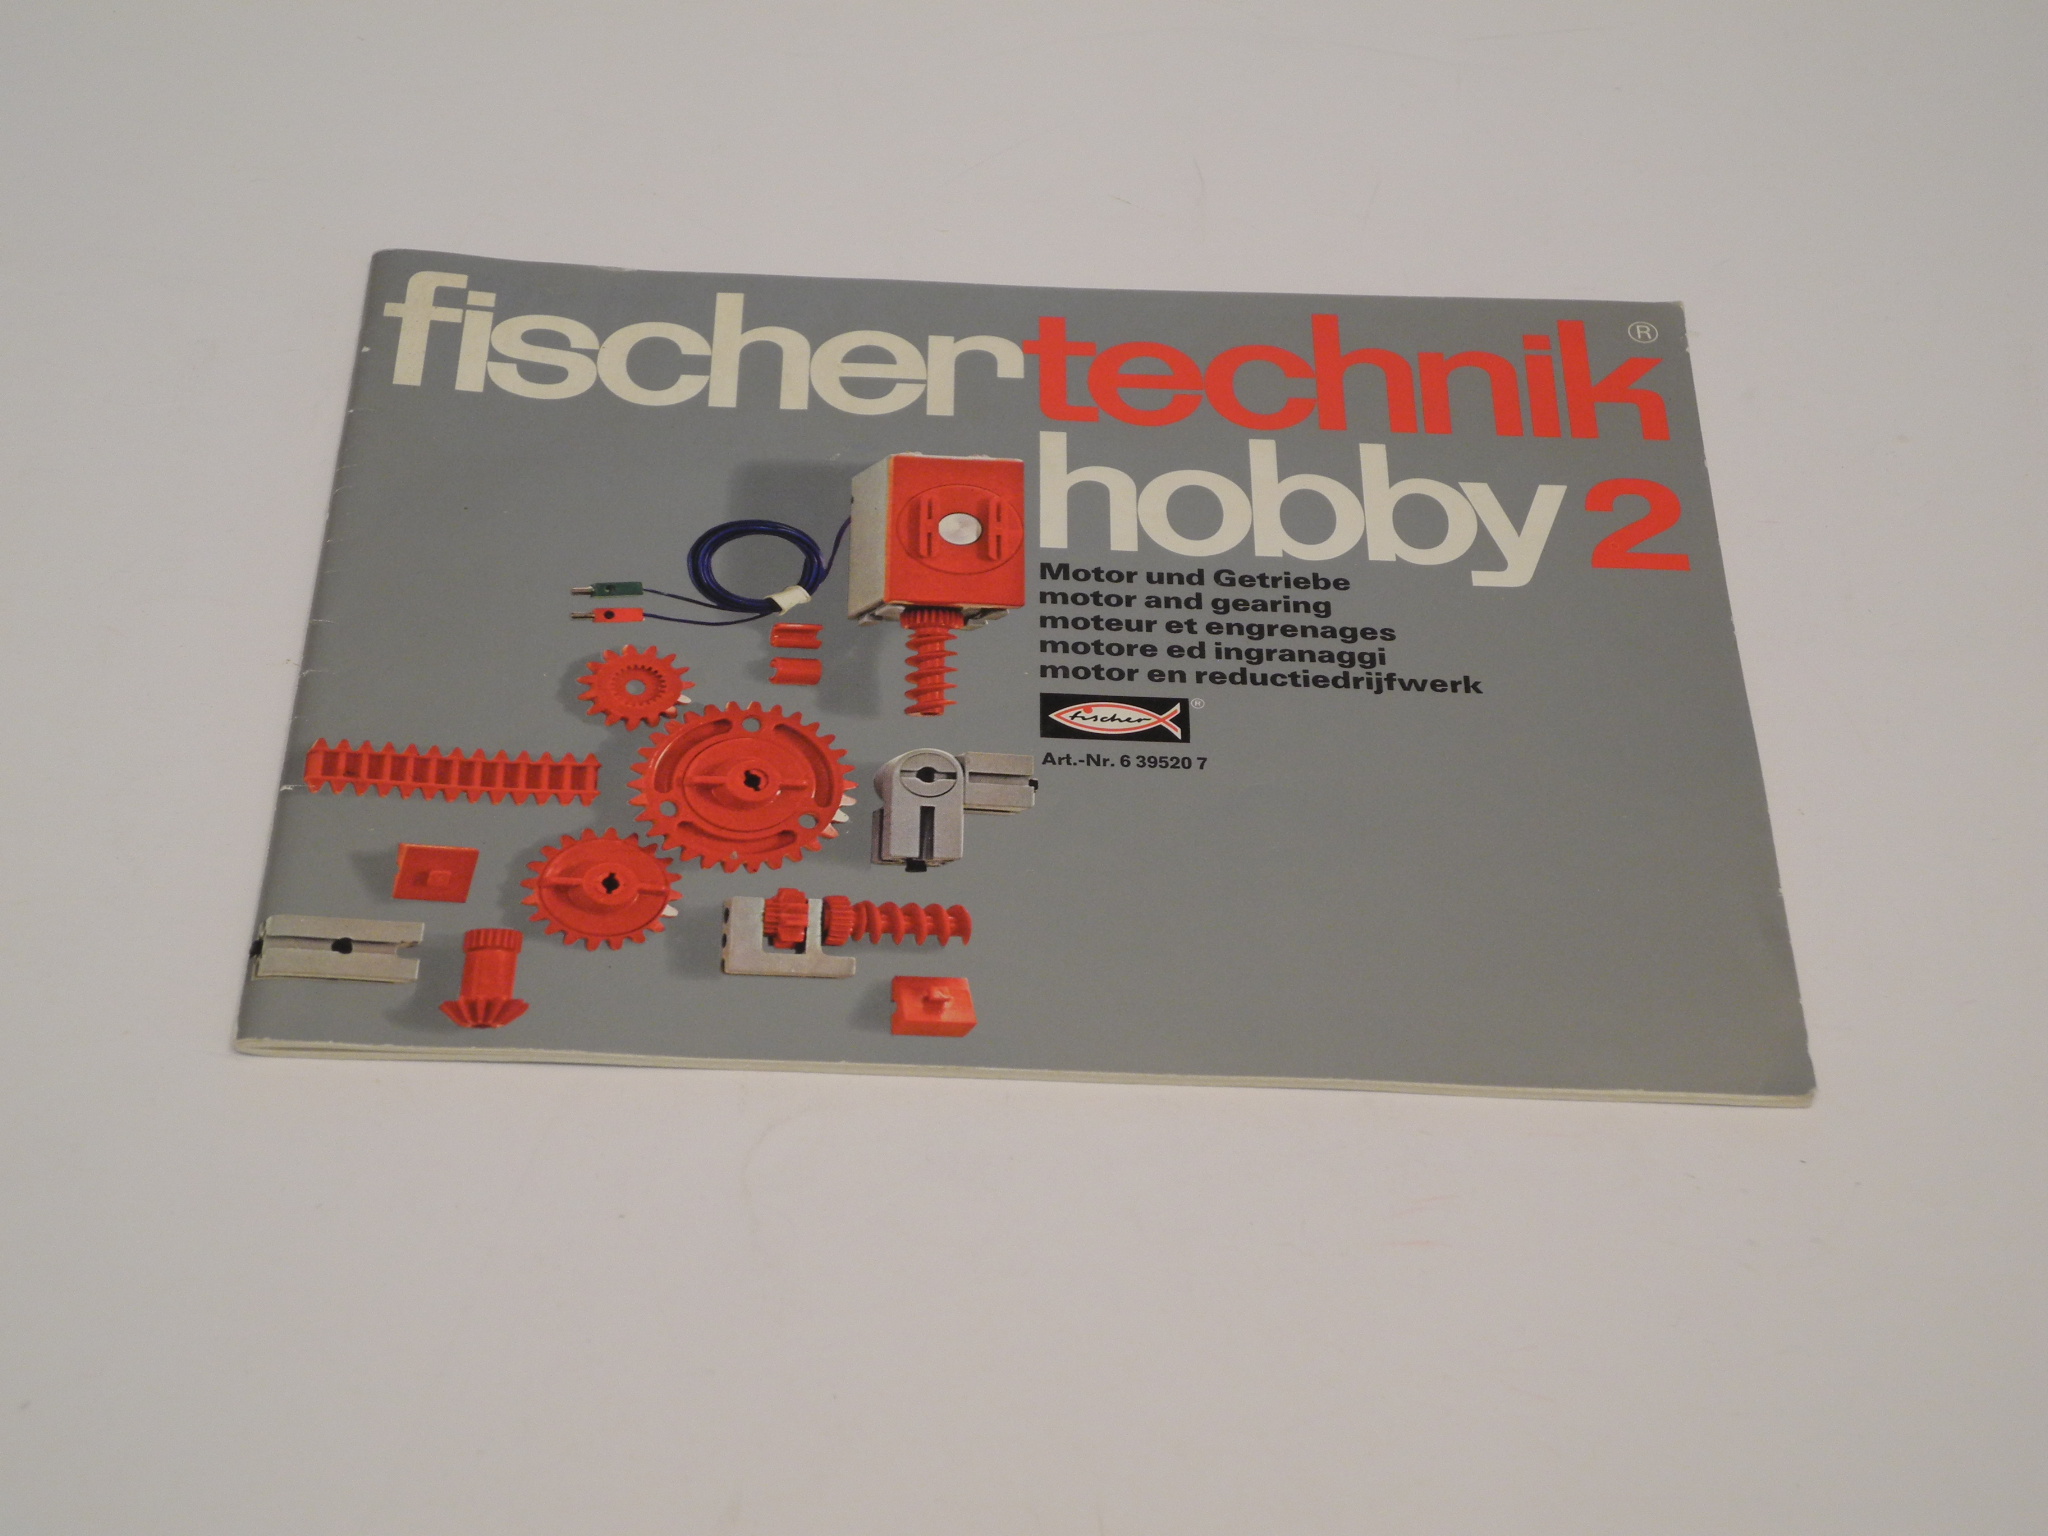 fischertechnik ®
hobby 2
Motor und Getriebe
motor and gearing
moteur et engrenages
motore ed ingranaggi
motor en reductiedrijfwerk
fischer ®
Art.-Nr. 6 39520 7